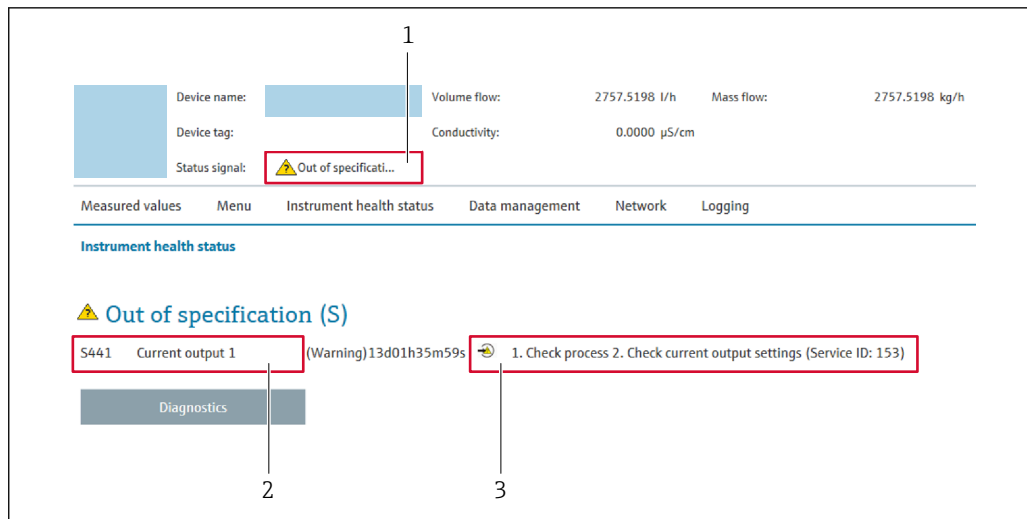 1
Device name: Volume flow: 2757.5198 l/h Mass flow: 2757.5198 kg/h
Device tag: Conductivity: 0.0000 µS/cm
Status signal: Out of specificati...
Measured values Menu Instrument health status Data management Network Logging
Instrument health status
Out of specification (S)
S441 Current output 1 (Warning)13d01h35m59s 1. Check process 2. Check current output settings (Service ID: 153)
Diagnostics
2 3